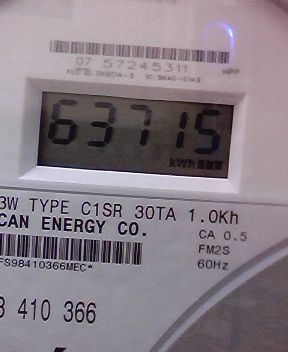 07 57245311
63715
kWh
3W TYPE C1SR 30TA 1.0Kh
CAN ENERGY CO.
CA 0.5
FM2S
60Hz
FS98410366MEC*
8 410 366